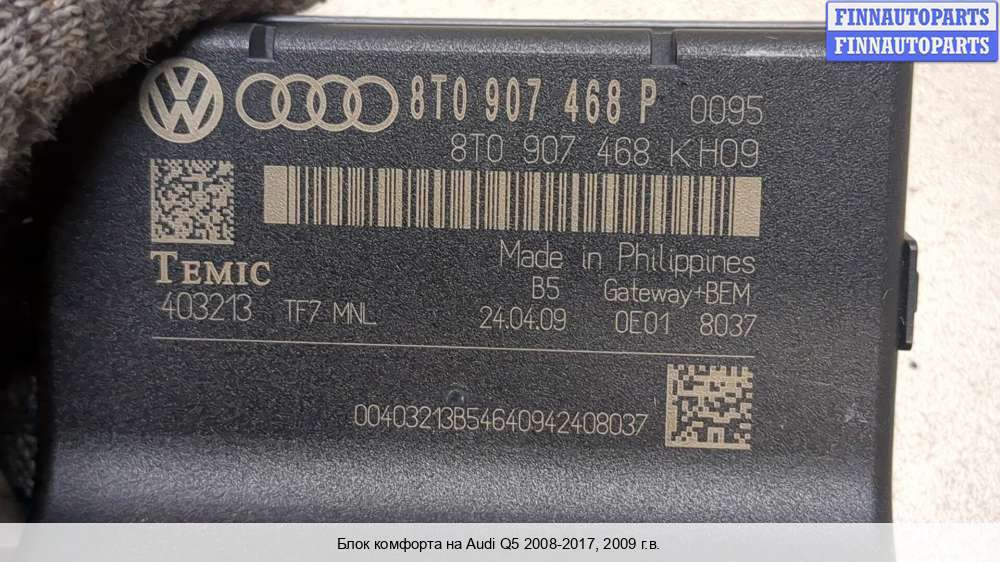 FINNAUTOPARTS
FINNAUTOPARTS
8T0 907 468 P 0095
8T0 907 468 KH09
TEMIC
Made in Philippines
B5 Gateway+BEM
403213 TF7 MNL 24.04.09 0E01 8037
00403213B54640942408037
Блок комфорта на Audi Q5 2008-2017, 2009 г.в.